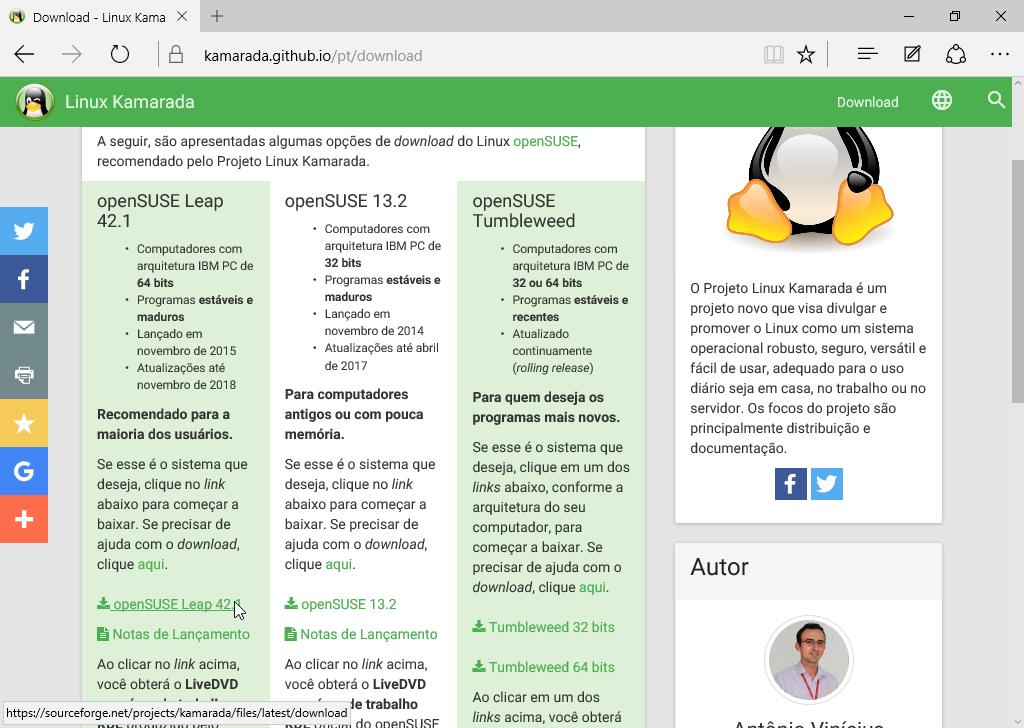 Download - Linux Kama
kamarada.github.io/pt/download
Linux Kamarada
Download
A seguir, são apresentadas algumas opções de download do Linux openSUSE,
recomendado pelo Projeto Linux Kamarada.
openSUSE Leap
42.1
• Computadores com
arquitetura IBM PC de
64 bits
• Programas estáveis e
maduros
• Lançado em
novembro de 2015
• Atualizações até
novembro de 2018
Recomendado para a
maioria dos usuários.
Se esse é o sistema que
deseja, clique no link
abaixo para começar a
baixar. Se precisar de
ajuda com o download,
clique aqui.
openSUSE Leap 42.1
Notas de Lançamento
Ao clicar no link acima,
você obterá o LiveDVD
openSUSE 13.2
• Computadores com
arquitetura IBM PC de
32 bits
• Programas estáveis e
maduros
• Lançado em
novembro de 2014
• Atualizações até abril
de 2017
Para computadores
antigos ou com pouca
memória.
Se esse é o sistema que
deseja, clique no link
abaixo para começar a
baixar. Se precisar de
ajuda com o download,
clique aqui.
openSUSE 13.2
Notas de Lançamento
Ao clicar no link acima,
você obterá o LiveDVD
de trabalho
oficial do openSUSE
openSUSE
Tumbleweed
• Computadores com
arquitetura IBM PC de
32 ou 64 bits
• Programas estáveis e
recentes
• Atualizado
continuamente
(rolling release)
Para quem deseja os
programas mais novos.
Se esse é o sistema que
deseja, clique em um dos
links abaixo, conforme a
arquitetura do seu
computador, para
começar a baixar. Se
precisar de ajuda com o
download, clique aqui.
Tumbleweed 32 bits
Tumbleweed 64 bits
Ao clicar em um dos
links acima, você obterá
O Projeto Linux Kamarada é um
projeto novo que visa divulgar e
promover o Linux como um sistema
operacional robusto, seguro, versátil e
fácil de usar, adequado para o uso
diário seja em casa, no trabalho ou no
servidor. Os focos do projeto são
principalmente distribuição e
documentação.
Autor
Antônio Vinícius
https://sourceforge.net/projects/kamarada/files/latest/download